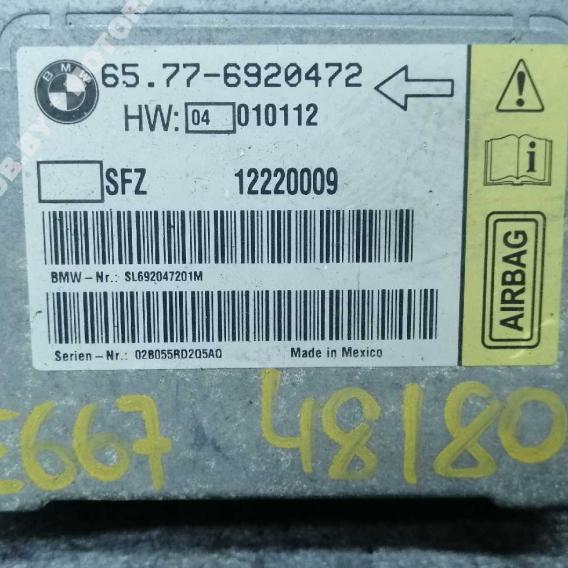 BMW 65.77-6920472
HW: 04 010112
SFZ 12220009
BMW-Nr.: SL692047201M
Serien-Nr.: 02B055RD2Q5AQ Made in Mexico
i
AIRBAG
E667 48180